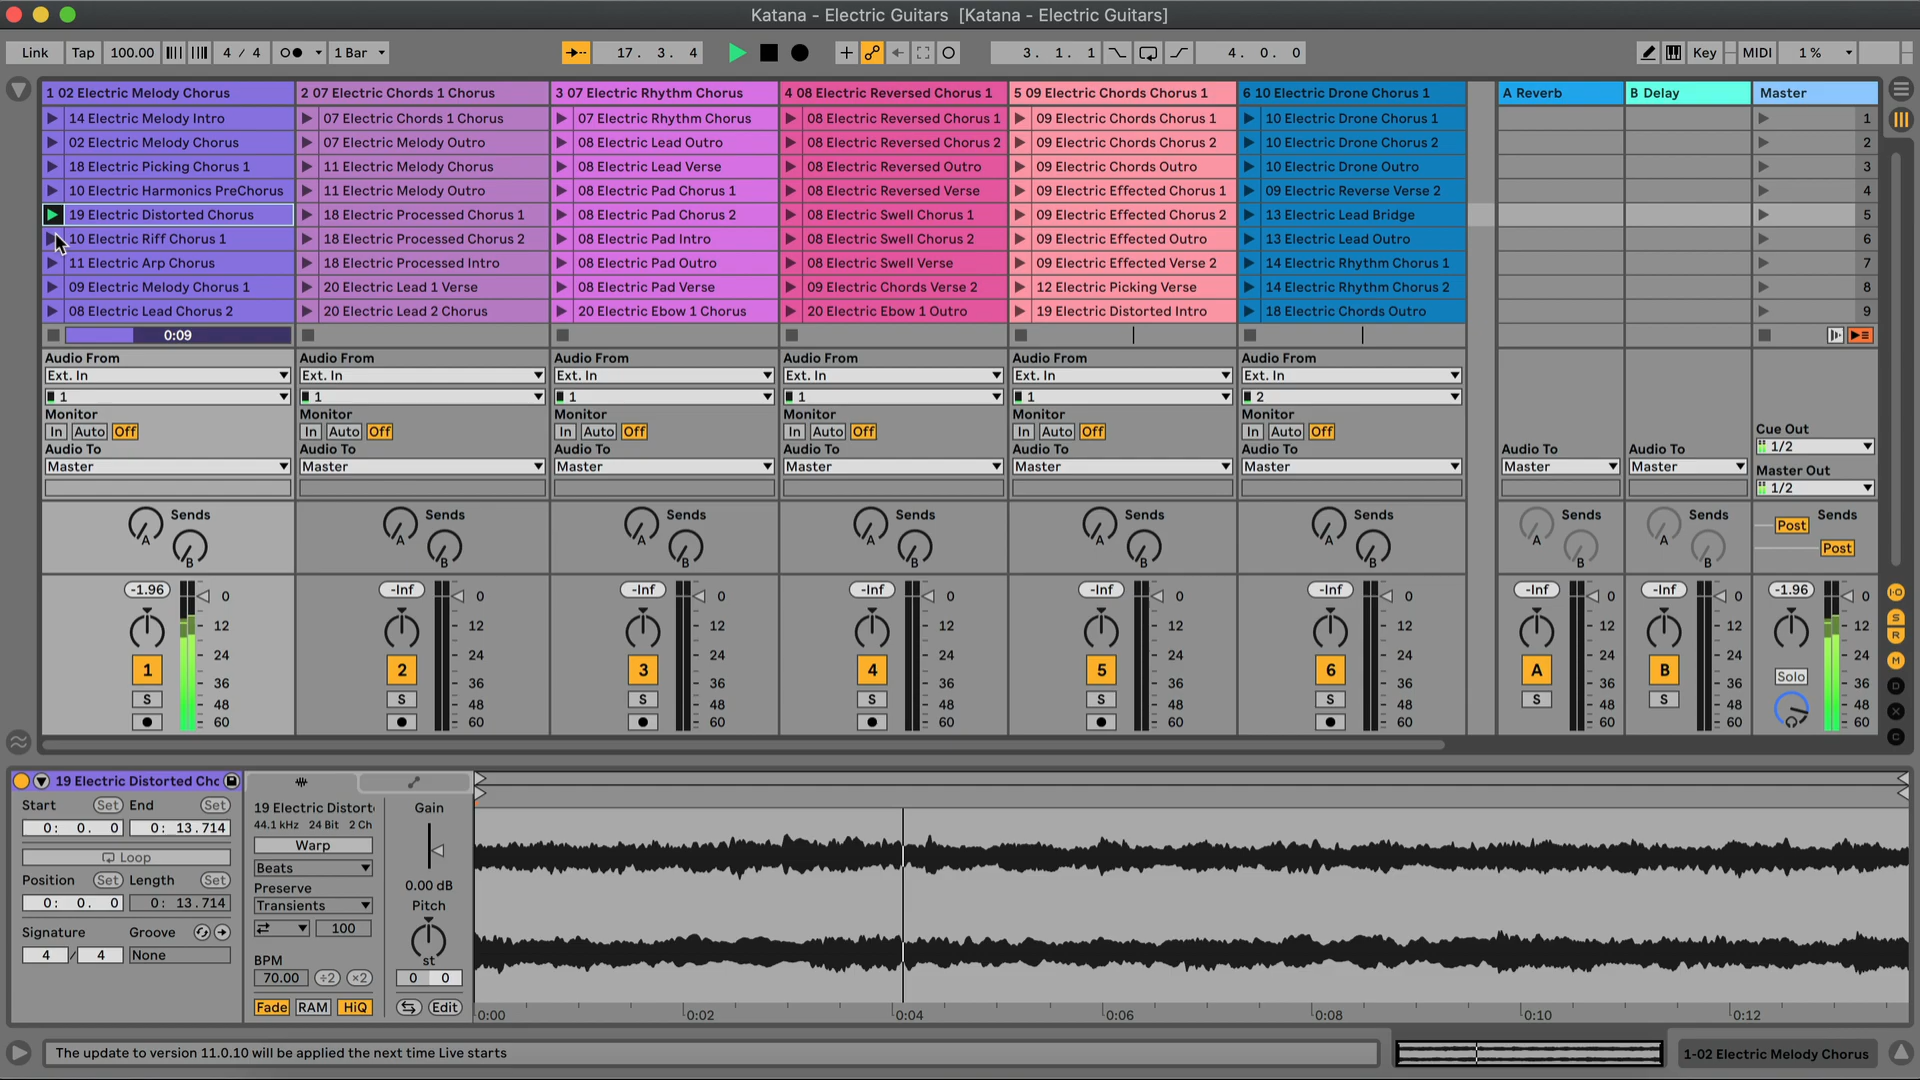 Katana - Electric Guitars [Katana - Electric Guitars]
Link Tap 100.00 4 / 4 1 Bar 17. 3. 4 3. 1. 1 4. 0. 0 Key MIDI 1 %
1 02 Electric Melody Chorus 2 07 Electric Chords 1 Chorus 3 07 Electric Rhythm Chorus 4 08 Electric Reversed Chorus 1 5 09 Electric Chords Chorus 1 6 10 Electric Drone Chorus 1 A Reverb B Delay Master
14 Electric Melody Intro 07 Electric Chords 1 Chorus 07 Electric Rhythm Chorus 08 Electric Reversed Chorus 1 09 Electric Chords Chorus 1 10 Electric Drone Chorus 1 1
02 Electric Melody Chorus 07 Electric Melody Outro 08 Electric Lead Outro 08 Electric Reversed Chorus 2 09 Electric Chords Chorus 2 10 Electric Drone Chorus 2 2
18 Electric Picking Chorus 1 11 Electric Melody Chorus 08 Electric Lead Verse 08 Electric Reversed Outro 09 Electric Chords Outro 10 Electric Drone Outro 3
10 Electric Harmonics PreChorus 11 Electric Melody Outro 08 Electric Pad Chorus 1 08 Electric Reversed Verse 09 Electric Effected Chorus 1 09 Electric Reverse Verse 2 4
19 Electric Distorted Chorus 18 Electric Processed Chorus 1 08 Electric Pad Chorus 2 08 Electric Swell Chorus 1 09 Electric Effected Chorus 2 13 Electric Lead Bridge 5
10 Electric Riff Chorus 1 18 Electric Processed Chorus 2 08 Electric Pad Intro 08 Electric Swell Chorus 2 09 Electric Effected Outro 13 Electric Lead Outro 6
11 Electric Arp Chorus 18 Electric Processed Intro 08 Electric Pad Outro 08 Electric Swell Verse 09 Electric Effected Verse 2 14 Electric Rhythm Chorus 1 7
09 Electric Melody Chorus 1 20 Electric Lead 1 Verse 08 Electric Pad Verse 09 Electric Chords Verse 2 12 Electric Picking Verse 14 Electric Rhythm Chorus 2 8
08 Electric Lead Chorus 2 20 Electric Lead 2 Chorus 20 Electric Ebow 1 Chorus 20 Electric Ebow 1 Outro 19 Electric Distorted Intro 18 Electric Chords Outro 9
0:09
Audio From Audio From Audio From Audio From Audio From Audio From
Ext. In Ext. In Ext. In Ext. In Ext. In Ext. In
1 1 1 1 1 2
Monitor Monitor Monitor Monitor Monitor Monitor Cue Out
In Auto Off In Auto Off In Auto Off In Auto Off In Auto Off In Auto Off 1/2
Audio To Audio To Audio To Audio To Audio To Audio To Audio To Audio To Master Out
Master Master Master Master Master Master Master Master 1/2
Sends Sends Sends Sends Sends Sends Sends Sends Sends
A A A A A A A A Post
B B B B B B B B Post
-1.96 -Inf -Inf -Inf -Inf -Inf -Inf -Inf -1.96
0 0 0 0 0 0 0 0 0
12 12 12 12 12 12 12 12 12
24 24 24 24 24 24 24 24 24
1 2 3 4 5 6 A B Solo
36 36 36 36 36 36 36 36 36
S S S S S S S S
48 48 48 48 48 48 48 48 48
60 60 60 60 60 60 60 60 60
I·O
S
R
M
D
X
C
19 Electric Distorted Chc
Start Set End Set
0: 0. 0 0: 13.714
Loop
Position Set Length Set
0: 0. 0 0: 13.714
Signature Groove
4 / 4 None
19 Electric Distort
44.1 kHz 24 Bit 2 Ch
Warp
Beats
Preserve
Transients
100
BPM
70.00 ÷2 ×2
Fade RAM HiQ
Gain
0.00 dB
Pitch
st
0 0
Edit
0:00 0:02 0:04 0:06 0:08 0:10 0:12
The update to version 11.0.10 will be applied the next time Live starts
1-02 Electric Melody Chorus